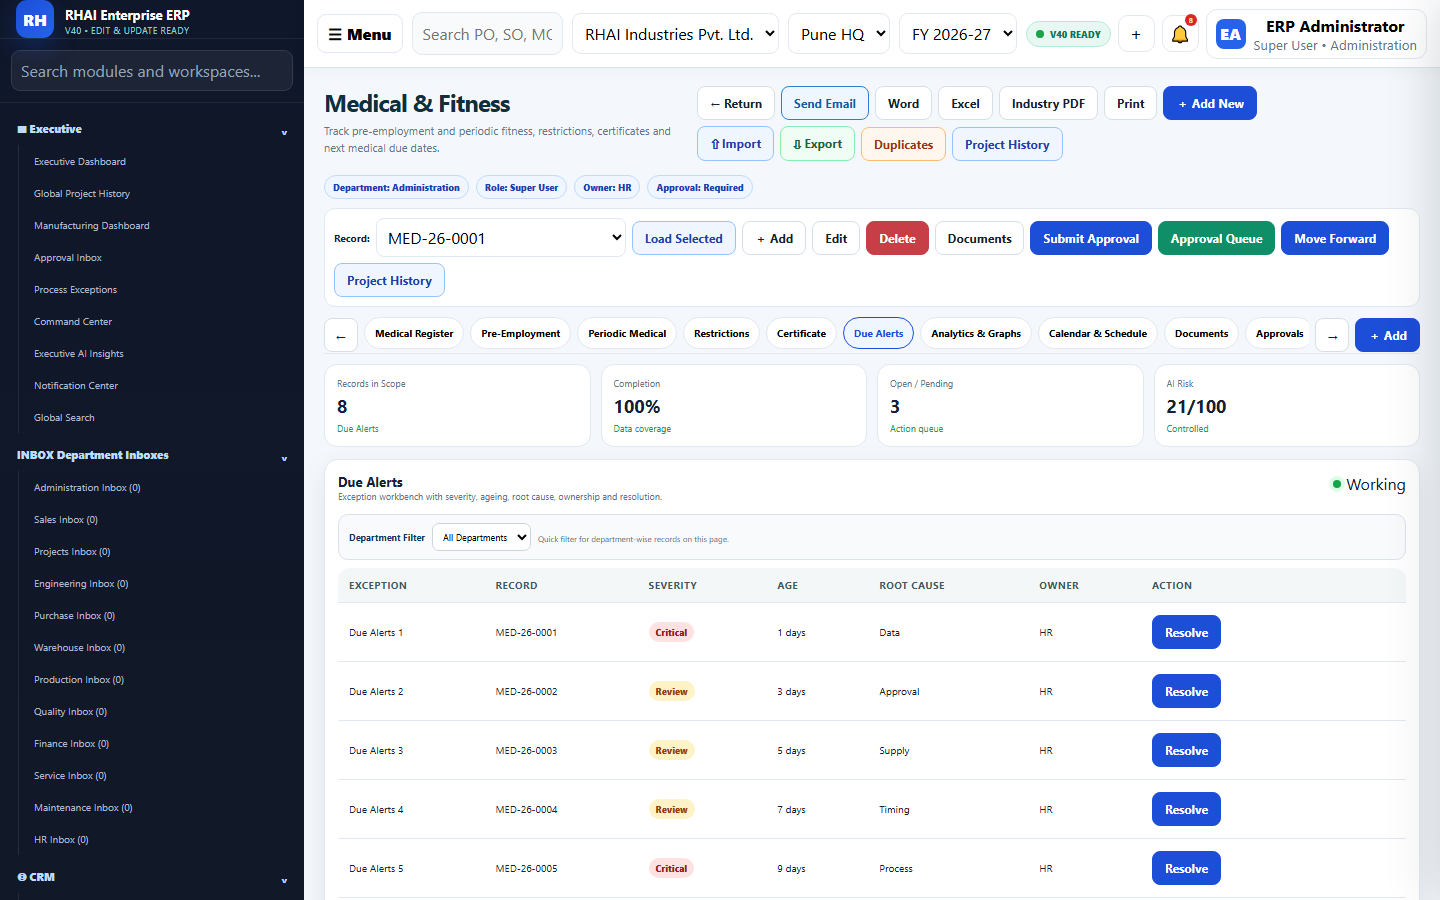 RH
RHAI Enterprise ERP
V40 • EDIT & UPDATE READY
Search modules and workspaces...
Executive
Executive Dashboard
Global Project History
Manufacturing Dashboard
Approval Inbox
Process Exceptions
Command Center
Executive AI Insights
Notification Center
Global Search
INBOX Department Inboxes
Administration Inbox (0)
Sales Inbox (0)
Projects Inbox (0)
Engineering Inbox (0)
Purchase Inbox (0)
Warehouse Inbox (0)
Production Inbox (0)
Quality Inbox (0)
Finance Inbox (0)
Service Inbox (0)
Maintenance Inbox (0)
HR Inbox (0)
CRM
☰ Menu
Search PO, SO, MO
RHAI Industries Pvt. Ltd.
Pune HQ
FY 2026-27
V40 READY
+
8
EA
ERP Administrator
Super User • Administration
Medical & Fitness
Track pre-employment and periodic fitness, restrictions, certificates and
next medical due dates.
← Return
Send Email
Word
Excel
Industry PDF
Print
+ Add New
⇧ Import
⇩ Export
Duplicates
Project History
Department: Administration
Role: Super User
Owner: HR
Approval: Required
Record:
MED-26-0001
Load Selected
+ Add
Edit
Delete
Documents
Submit Approval
Approval Queue
Move Forward
Project History
←
Medical Register
Pre-Employment
Periodic Medical
Restrictions
Certificate
Due Alerts
Analytics & Graphs
Calendar & Schedule
Documents
Approvals
→
+ Add
Records in Scope
8
Due Alerts
Completion
100%
Data coverage
Open / Pending
3
Action queue
AI Risk
21/100
Controlled
Due Alerts
Exception workbench with severity, ageing, root cause, ownership and resolution.
Working
Department Filter
All Departments
Quick filter for department-wise records on this page.
EXCEPTION RECORD SEVERITY AGE ROOT CAUSE OWNER ACTION
Due Alerts 1 MED-26-0001 Critical 1 days Data HR Resolve
Due Alerts 2 MED-26-0002 Review 3 days Approval HR Resolve
Due Alerts 3 MED-26-0003 Review 5 days Supply HR Resolve
Due Alerts 4 MED-26-0004 Review 7 days Timing HR Resolve
Due Alerts 5 MED-26-0005 Critical 9 days Process HR Resolve